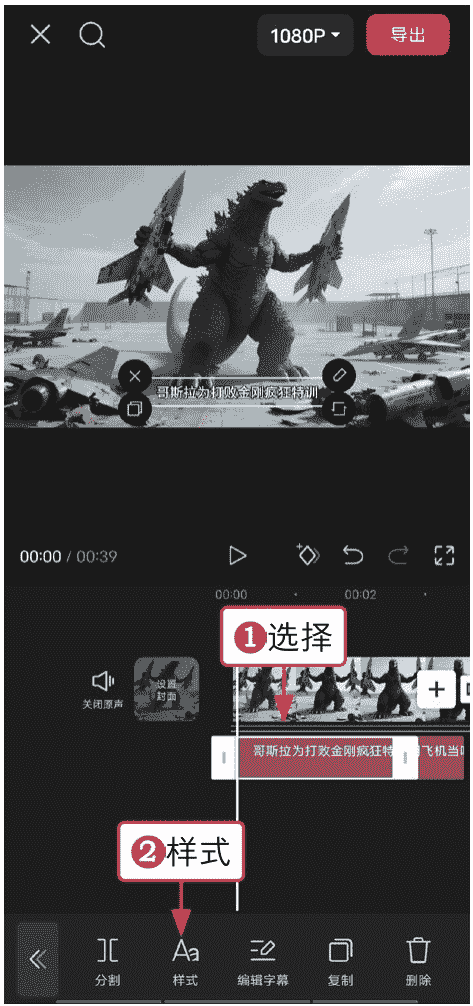 1080P
导出
哥斯拉为打败金刚疯狂特训
00:00 / 00:39
00:00
00:02
1选择
关闭原声
设置
封面
哥斯拉为打败金刚疯狂特
飞机当
2样式
分割
Aa
样式
编辑字幕
复制
删除